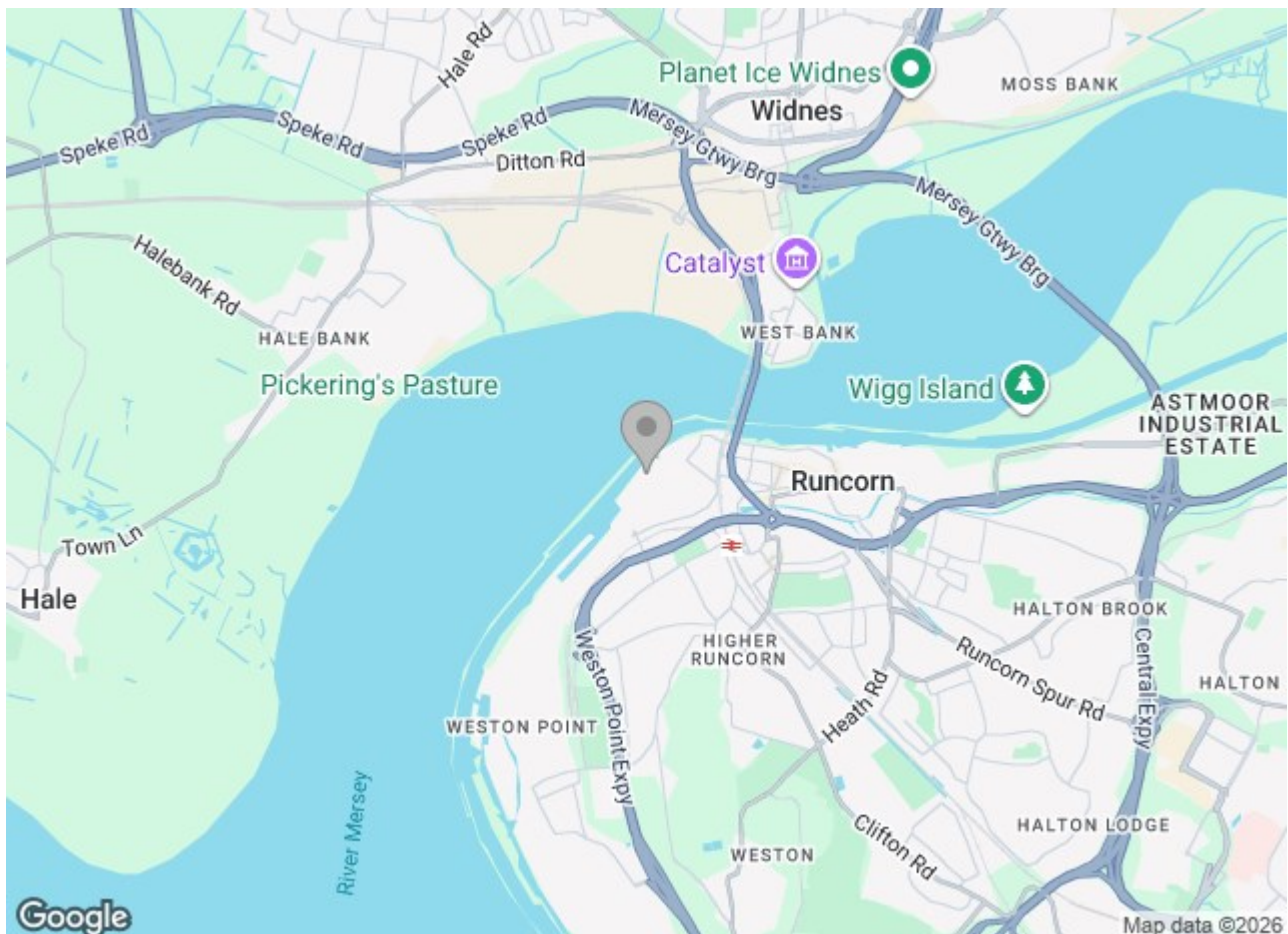 Hale Rd
Planet Ice Widnes
MOSS BANK
Widnes
Speke Rd
Speke Rd
Speke Rd
Mersey Gtwy Brg
Ditton Rd
Mersey Gtwy Brg
Halebank Rd
Catalyst
HALE BANK
WEST BANK
Pickering's Pasture
Wigg Island
ASTMOOR
INDUSTRIAL
ESTATE
Runcorn
Town Ln
Hale
HALTON BROOK
HIGHER
RUNCORN
Runcorn Spur Rd
Central Expy
HALTON
Weston Point Expy
Heath Rd
WESTON POINT
River Mersey
HALTON LODGE
Clifton Rd
WESTON
Google
Map data ©2026